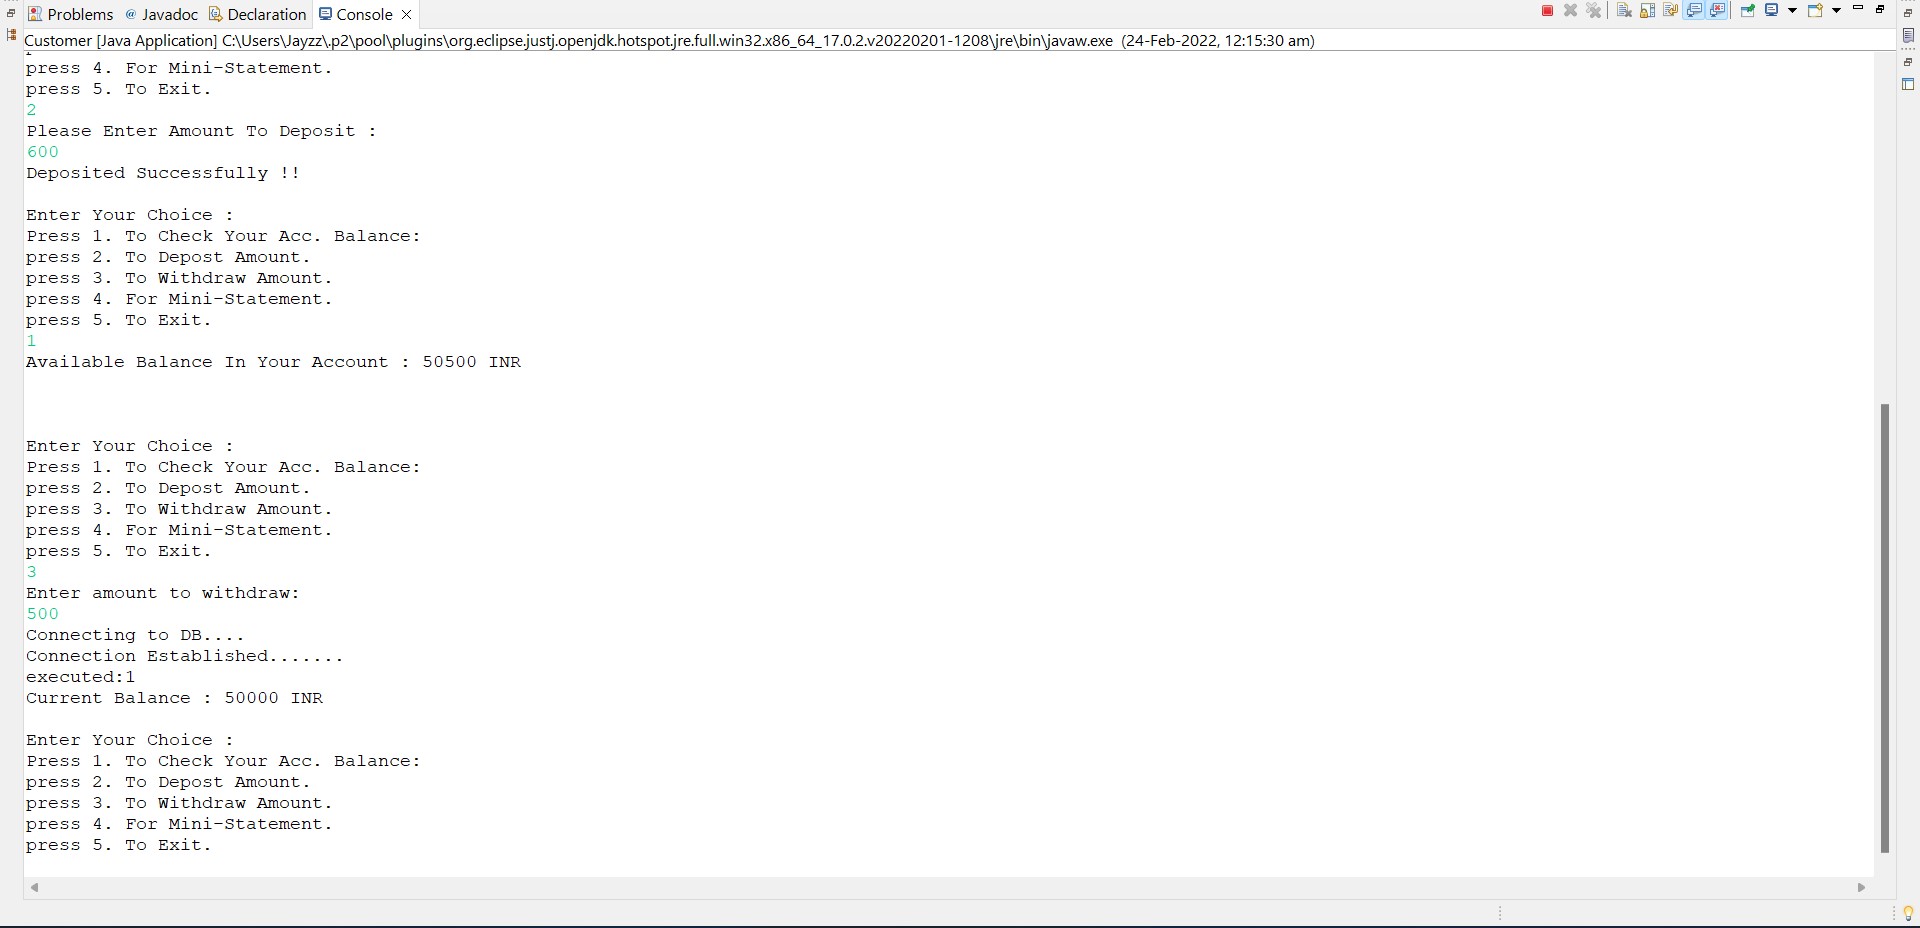 Problems @ Javadoc Declaration Console
Customer [Java Application] C:\Users\Jayzz\.p2\pool\plugins\org.eclipse.justj.openjdk.hotspot.jre.full.win32.x86_64_17.0.2.v20220201-1208\jre\bin\javaw.exe (24-Feb-2022, 12:15:30 am)
press 4. For Mini-Statement.
press 5. To Exit.
2
Please Enter Amount To Deposit :
600
Deposited Successfully !!
Enter Your Choice :
Press 1. To Check Your Acc. Balance:
press 2. To Depost Amount.
press 3. To Withdraw Amount.
press 4. For Mini-Statement.
press 5. To Exit.
1
Available Balance In Your Account : 50500 INR
Enter Your Choice :
Press 1. To Check Your Acc. Balance:
press 2. To Depost Amount.
press 3. To Withdraw Amount.
press 4. For Mini-Statement.
press 5. To Exit.
3
Enter amount to withdraw:
500
Connecting to DB....
Connection Established.......
executed:1
Current Balance : 50000 INR
Enter Your Choice :
Press 1. To Check Your Acc. Balance:
press 2. To Depost Amount.
press 3. To Withdraw Amount.
press 4. For Mini-Statement.
press 5. To Exit.